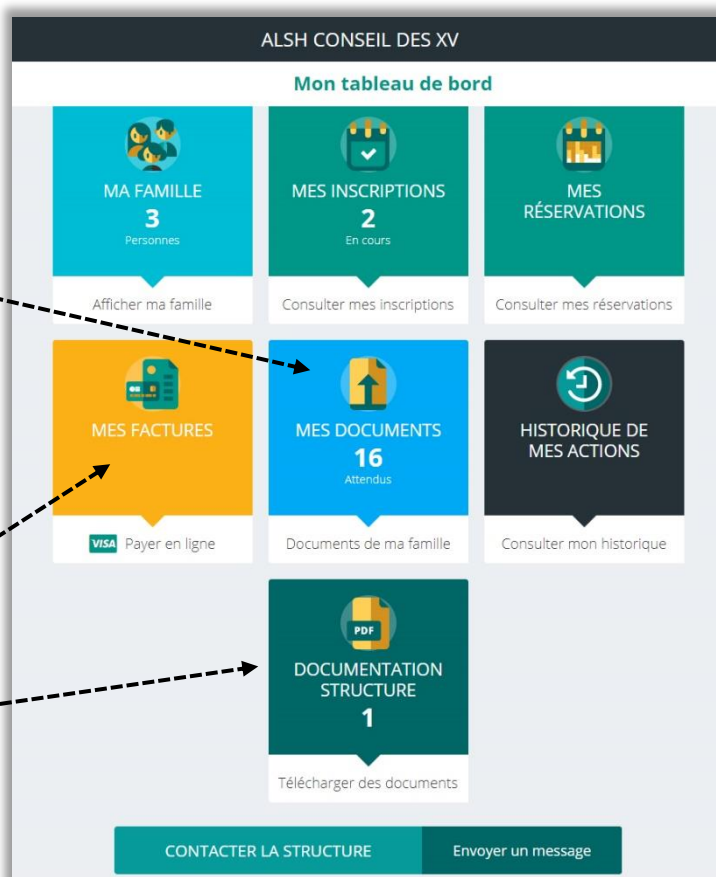 ALSH CONSEIL DES XV
Mon tableau de bord
MA FAMILLE
3
Personnes
Afficher ma famille
MES INSCRIPTIONS
2
En cours
Consulter mes inscriptions
MES
RÉSERVATIONS
Consulter mes réservations
MES FACTURES
VISA Payer en ligne
MES DOCUMENTS
16
Attendus
Documents de ma famille
HISTORIQUE DE
MES ACTIONS
Consulter mon historique
PDF
DOCUMENTATION
STRUCTURE
1
Télécharger des documents
CONTACTER LA STRUCTURE
Envoyer un message